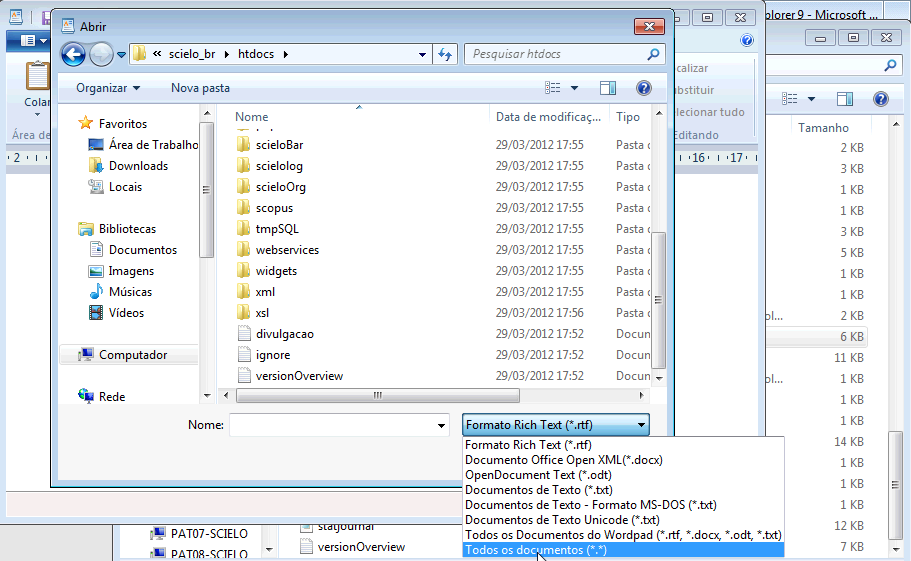 Abrir
xplorer 9 - Microsoft ...
« scielo_br ▸ htdocs ▸
Pesquisar htdocs
Organizar
Nova pasta
Colar
Área de
2
Favoritos
Área de Trabalho
Downloads
Locais
Bibliotecas
Documentos
Imagens
Músicas
Vídeos
Computador
Rede
Nome
Data de modificaç...
Tipo
scieloBar 29/03/2012 17:55 Pasta d
scielolog 29/03/2012 17:55 Pasta d
scieloOrg 29/03/2012 17:55 Pasta d
scopus 29/03/2012 17:55 Pasta d
tmpSQL 29/03/2012 17:55 Pasta d
webservices 29/03/2012 17:55 Pasta d
widgets 29/03/2012 17:55 Pasta d
xml 29/03/2012 17:55 Pasta d
xsl 29/03/2012 17:56 Pasta d
divulgacao 29/03/2012 17:52 Docun
ignore 29/03/2012 17:52 Docun
versionOverview 29/03/2012 17:52 Docun
Nome:
Formato Rich Text (*.rtf)
Formato Rich Text (*.rtf)
Documento Office Open XML(*.docx)
OpenDocument Text (*.odt)
Documentos de Texto (*.txt)
Documentos de Texto - Formato MS-DOS (*.txt)
Documentos de Texto Unicode (*.txt)
Todos os Documentos do Wordpad (*.rtf, *.docx, *.odt, *.txt)
Todos os documentos (*.*)
calizar
ubstituir
lecionar tudo
Editando
16 17
Tamanho
2 KB
3 KB
1 KB
1 KB
3 KB
5 KB
1 KB
1 KB
ol... 2 KB
6 KB
11 KB
ol... 1 KB
1 KB
1 KB
14 KB
1 KB
1 KB
1 KB
12 KB
7 KB
PAT07-SCIELO
PAT08-SCIELO
statjournal
versionOverview